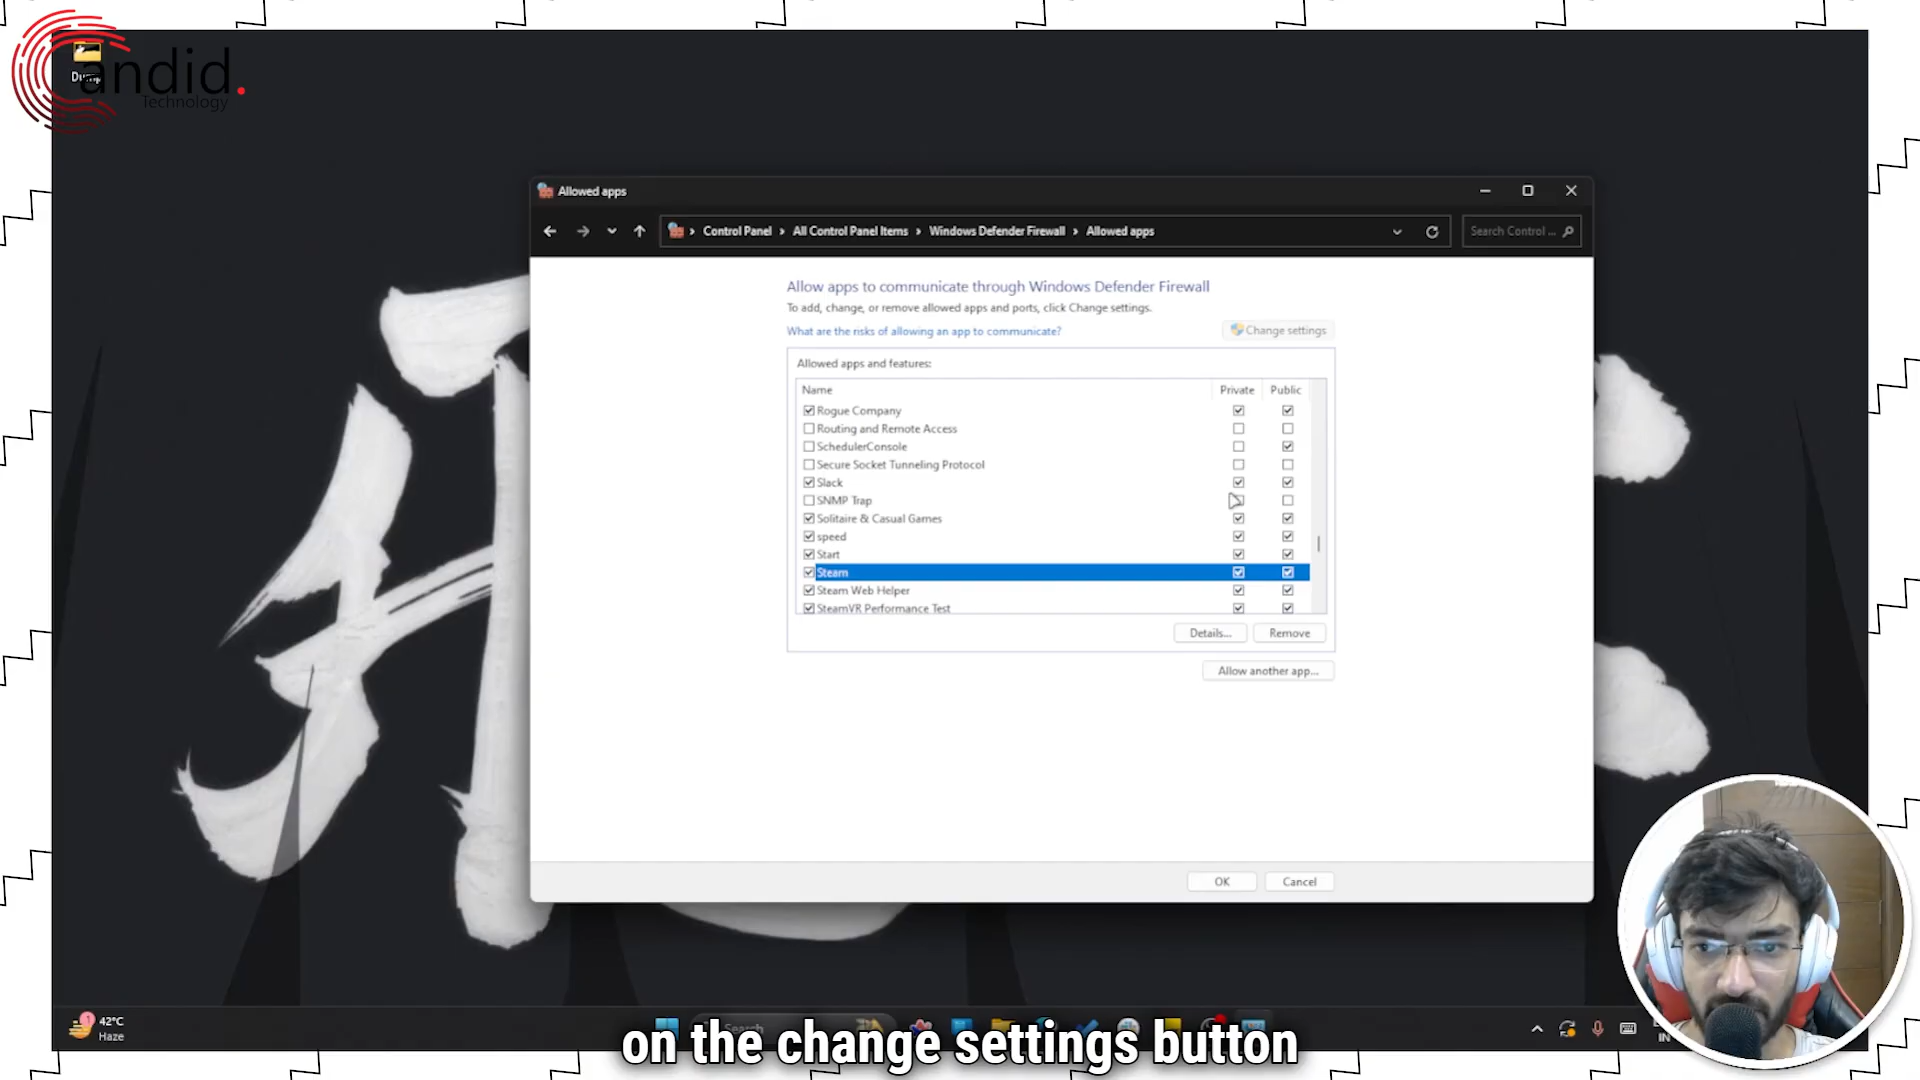 Dump
andid.
Technology
Allowed apps
Control Panel > All Control Panel Items > Windows Defender Firewall > Allowed apps
Search Control ...
Allow apps to communicate through Windows Defender Firewall
To add, change, or remove allowed apps and ports, click Change settings.
What are the risks of allowing an app to communicate?
Change settings
Allowed apps and features:
Name Private Public
Rogue Company
Routing and Remote Access
SchedulerConsole
Secure Socket Tunneling Protocol
Slack
SNMP Trap
Solitaire & Casual Games
speed
Start
Steam
Steam Web Helper
SteamVR Performance Test
Details... Remove
Allow another app...
OK Cancel
1
42°C
Haze
Search
IN
on the change settings button